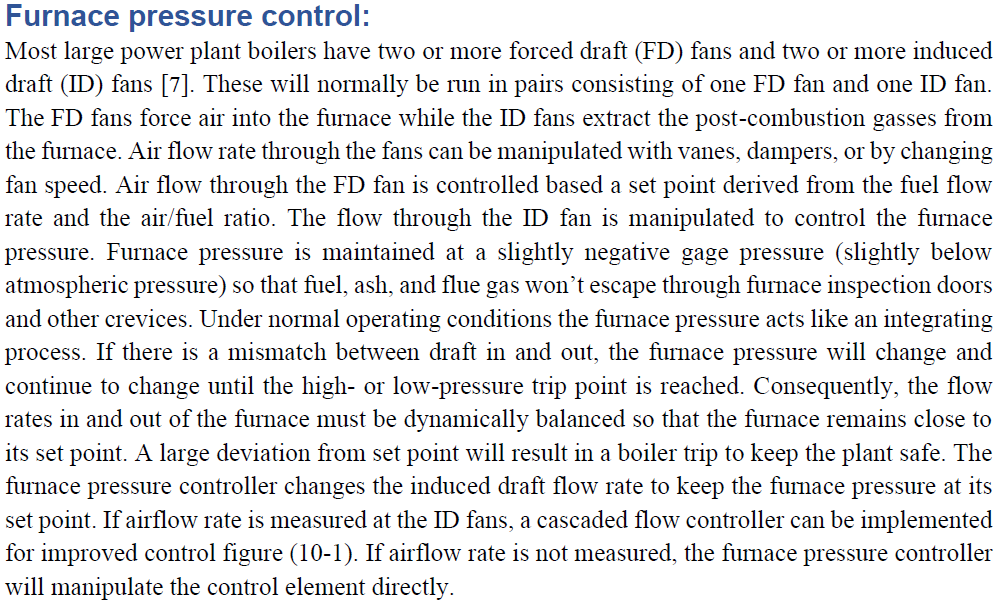 Furnace pressure control:
Most large power plant boilers have two or more forced draft (FD) fans and two or more induced
draft (ID) fans [7]. These will normally be run in pairs consisting of one FD fan and one ID fan.
The FD fans force air into the furnace while the ID fans extract the post-combustion gasses from
the furnace. Air flow rate through the fans can be manipulated with vanes, dampers, or by changing
fan speed. Air flow through the FD fan is controlled based a set point derived from the fuel flow
rate and the air/fuel ratio. The flow through the ID fan is manipulated to control the furnace
pressure. Furnace pressure is maintained at a slightly negative gage pressure (slightly below
atmospheric pressure) so that fuel, ash, and flue gas won’t escape through furnace inspection doors
and other crevices. Under normal operating conditions the furnace pressure acts like an integrating
process. If there is a mismatch between draft in and out, the furnace pressure will change and
continue to change until the high- or low-pressure trip point is reached. Consequently, the flow
rates in and out of the furnace must be dynamically balanced so that the furnace remains close to
its set point. A large deviation from set point will result in a boiler trip to keep the plant safe. The
furnace pressure controller changes the induced draft flow rate to keep the furnace pressure at its
set point. If airflow rate is measured at the ID fans, a cascaded flow controller can be implemented
for improved control figure (10-1). If airflow rate is not measured, the furnace pressure controller
will manipulate the control element directly.